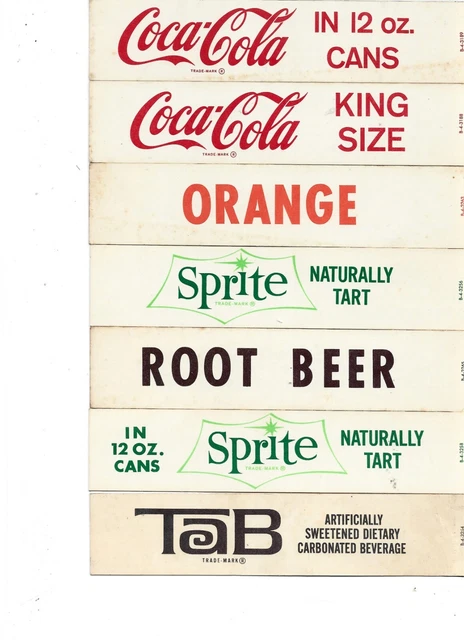 Coca-Cola
TRADE-MARK ®
IN 12 oz.
CANS
Coca-Cola
TRADE-MARK ®
KING
SIZE
ORANGE
Sprite
TRADE-MARK ®
NATURALLY
TART
ROOT BEER
IN
12 OZ.
CANS
Sprite
TRADE-MARK ®
NATURALLY
TART
TaB
TRADE-MARK ®
ARTIFICIALLY
SWEETENED DIETARY
CARBONATED BEVERAGE